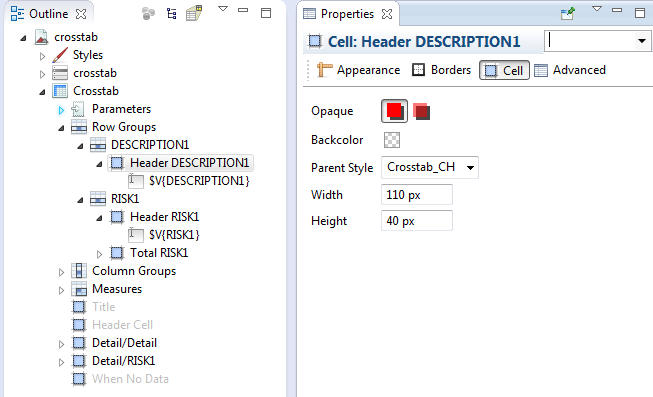 Outline
crosstab
Styles
crosstab
Crosstab
Parameters
Row Groups
DESCRIPTION1
Header DESCRIPTION1
$V{DESCRIPTION1}
RISK1
Header RISK1
$V{RISK1}
Total RISK1
Column Groups
Measures
Title
Header Cell
Detail/Detail
Detail/RISK1
When No Data
Properties
Cell: Header DESCRIPTION1
Appearance Borders Cell Advanced
Opaque
Backcolor
Parent Style Crosstab_CH
Width 110 px
Height 40 px